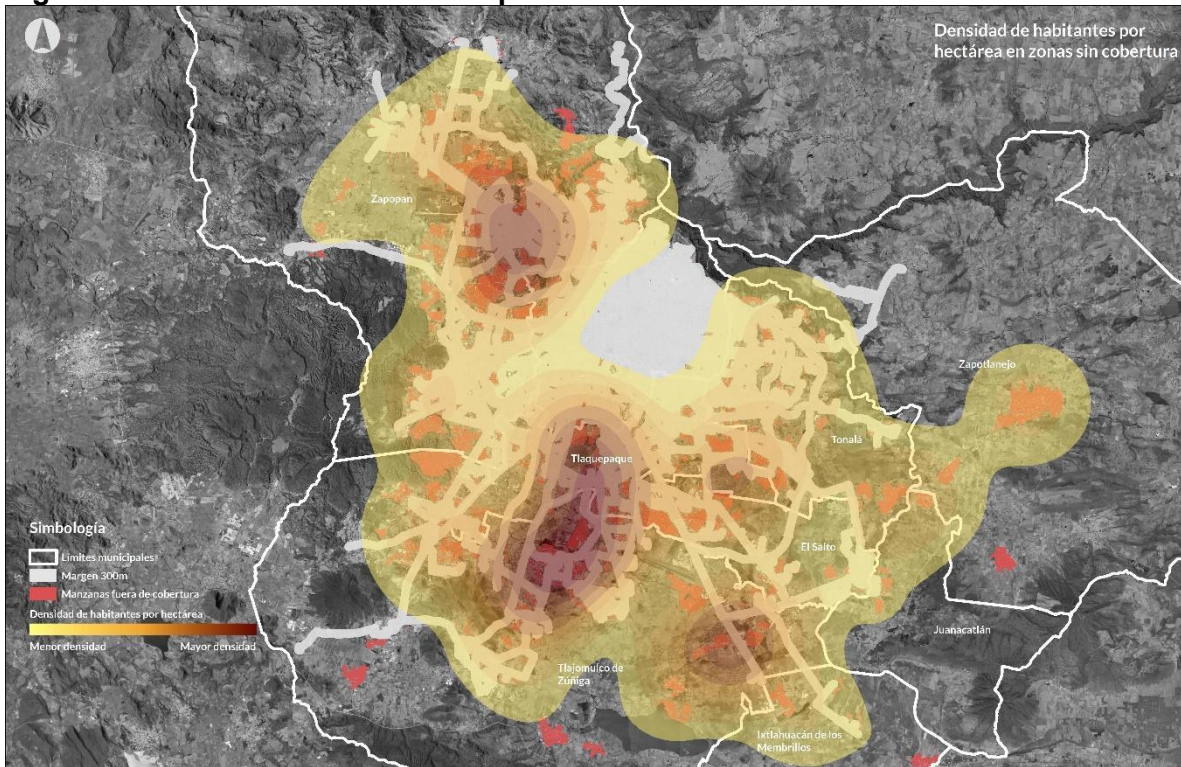 Densidad de habitantes por
hectárea en zonas sin cobertura
Zapopan
Zapotlanejo
Tonalá
Tlaquepaque
El Salto
Juanacatlán
Tlajomulco de
Zúñiga
Ixtlahuacán de los
Membrillos
Simbología
Límites municipales
Margen 300m
Manzanas fuera de cobertura
Densidad de habitantes por hectárea
Menor densidad
Mayor densidad